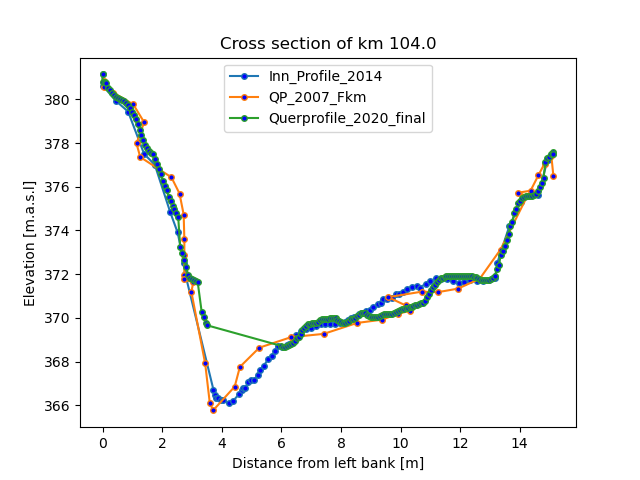 Cross section of km 104.0
Inn_Profile_2014
QP_2007_Fkm
Querprofile_2020_final
Elevation [m.a.s.l]
380
378
376
374
372
370
368
366
0 2 4 6 8 10 12 14
Distance from left bank [m]